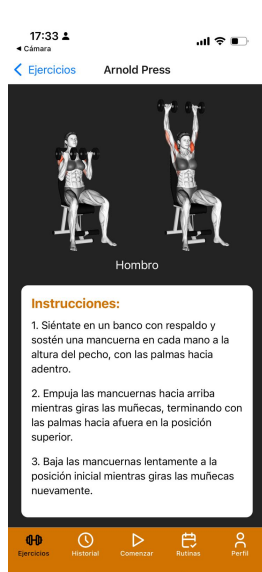 17:33
Cámara
Ejercicios
Arnold Press
Hombro
Instrucciones:
1. Siéntate en un banco con respaldo y
sostén una mancuerna en cada mano a la
altura del pecho, con las palmas hacia
adentro.
2. Empuja las mancuernas hacia arriba
mientras giras las muñecas, terminando con
las palmas hacia afuera en la posición
superior.
3. Baja las mancuernas lentamente a la
posición inicial mientras giras las muñecas
nuevamente.
Ejercicios
Historial
Comenzar
Rutinas
Perfil